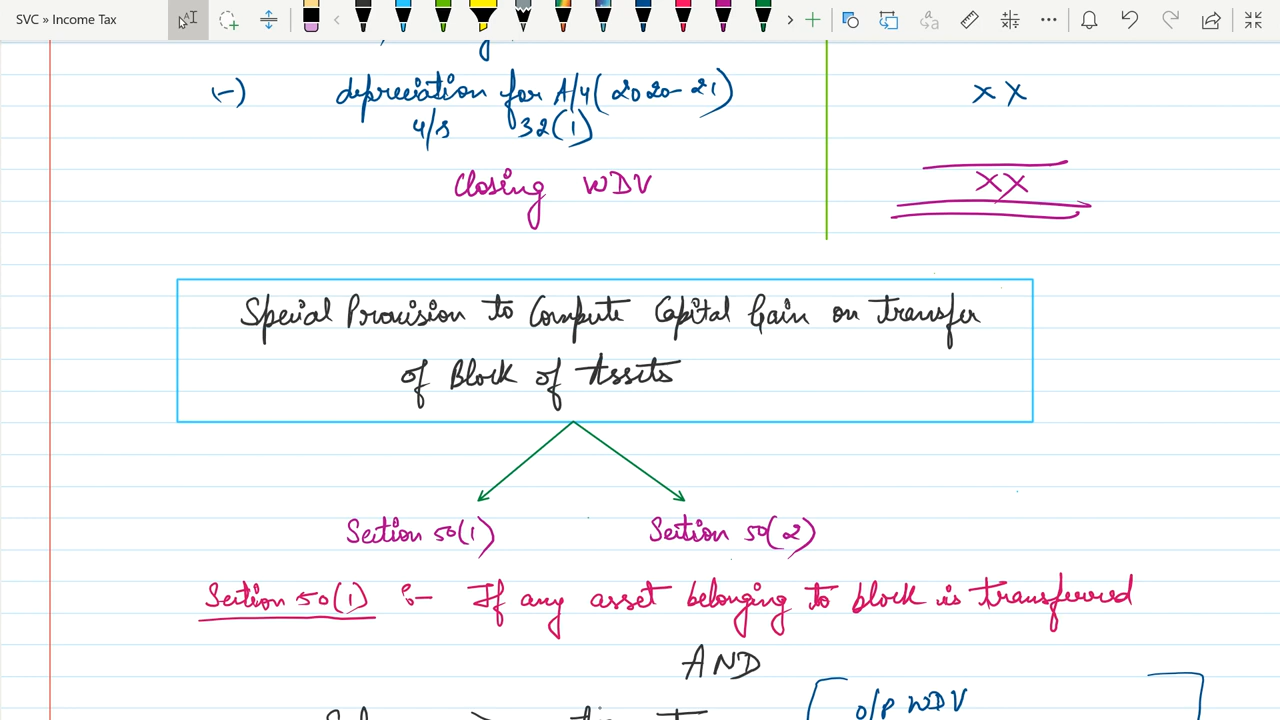 SVC » Income Tax
(-) depreciation for A/Y (2020-21) XX
u/s 32(1)
Closing WDV XX
Special Provision to Compute Capital Gain on transfer
of Block of Assets
Section 50(1) Section 50(2)
Section 50(1) :- If any asset belonging to block is transferred
AND
o/p WDV